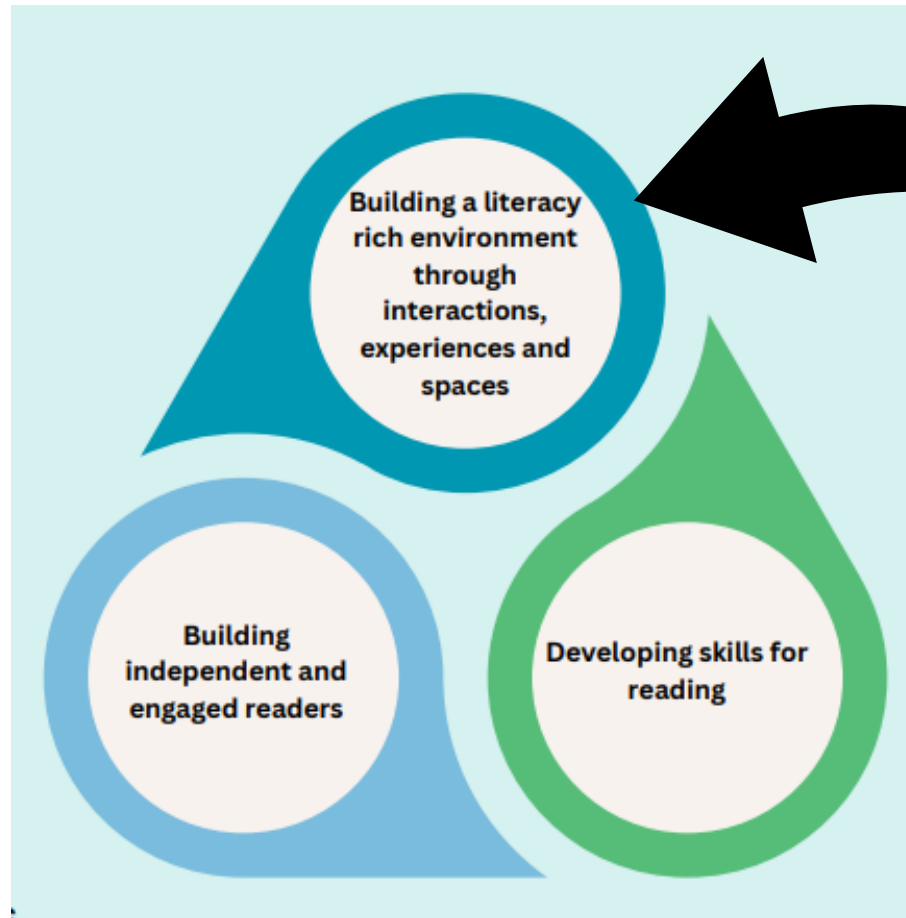 Building a literacy
rich environment
through
interactions,
experiences and
spaces
Building
independent and
engaged readers
Developing skills for
reading